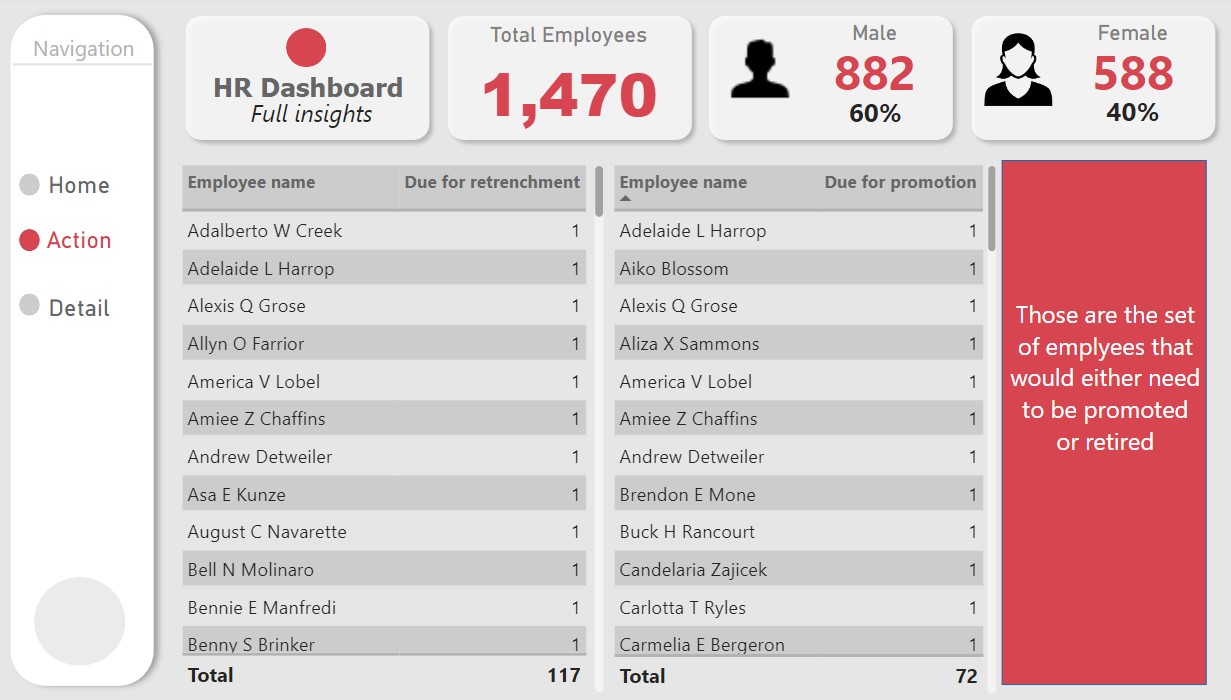 Navigation
Home
Action
Detail
HR Dashboard
Full insights
Total Employees
1,470
Male
882
60%
Female
588
40%
Employee name Due for retrenchment
Adalberto W Creek 1
Adelaide L Harrop 1
Alexis Q Grose 1
Allyn O Farrior 1
America V Lobel 1
Amiee Z Chaffins 1
Andrew Detweiler 1
Asa E Kunze 1
August C Navarette 1
Bell N Molinaro 1
Bennie E Manfredi 1
Benny S Brinker 1
Total 117
Employee name Due for promotion
Adelaide L Harrop 1
Aiko Blossom 1
Alexis Q Grose 1
Aliza X Sammons 1
America V Lobel 1
Amiee Z Chaffins 1
Andrew Detweiler 1
Brendon E Mone 1
Buck H Rancourt 1
Candelaria Zajicek 1
Carlotta T Ryles 1
Carmelia E Bergeron 1
Total 72
Those are the set
of emplyees that
would either need
to be promoted
or retired